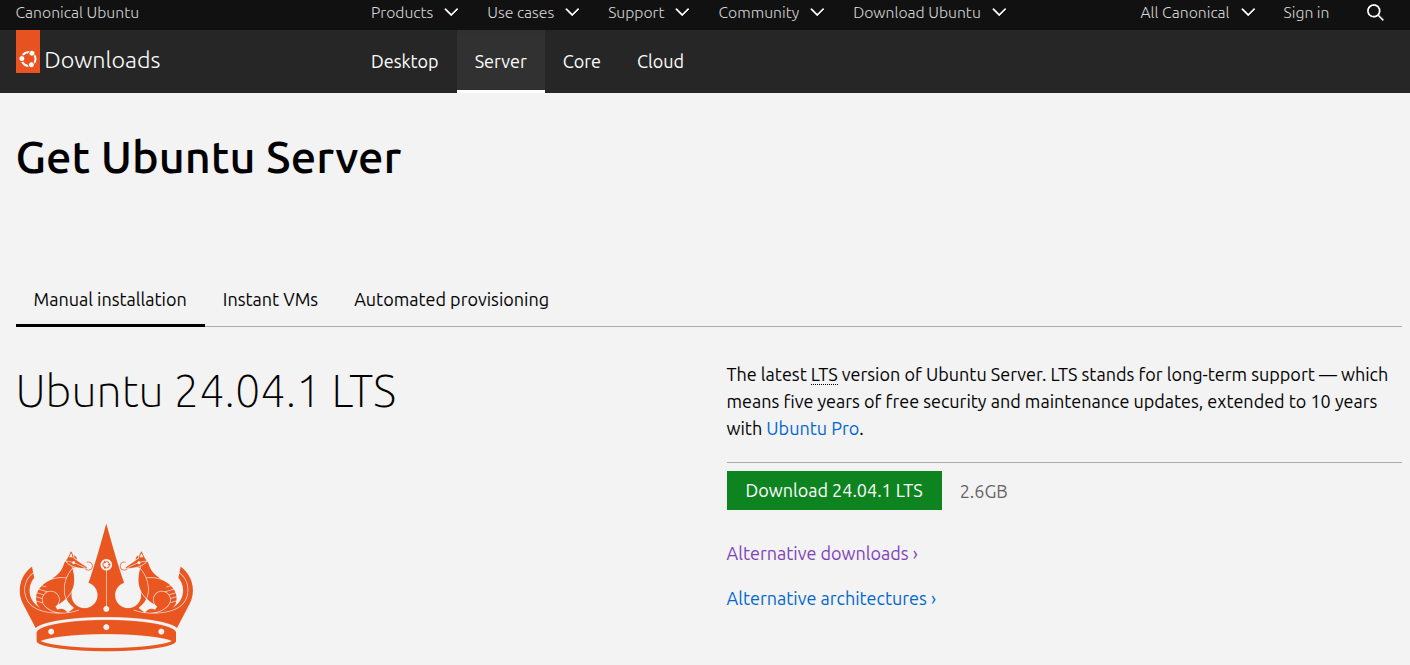 Canonical Ubuntu Products Use cases Support Community Download Ubuntu All Canonical Sign in
Downloads Desktop Server Core Cloud
Get Ubuntu Server
Manual installation Instant VMs Automated provisioning
Ubuntu 24.04.1 LTS
The latest LTS version of Ubuntu Server. LTS stands for long-term support — which
means five years of free security and maintenance updates, extended to 10 years
with Ubuntu Pro.
Download 24.04.1 LTS 2.6GB
Alternative downloads ›
Alternative architectures ›